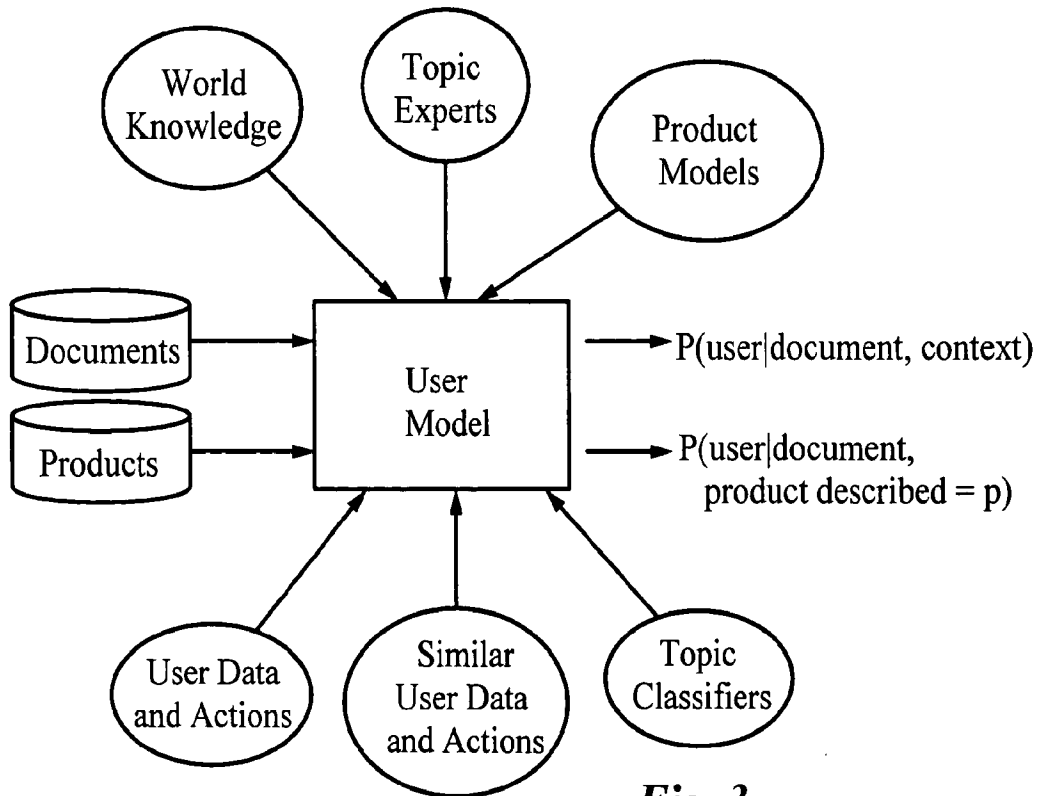 World
Knowledge
Topic
Experts
Product
Models
Documents
Products
User
Model
P(user|document, context)
P(user|document,
product described = p)
User Data
and Actions
Similar
User Data
and Actions
Topic
Classifiers